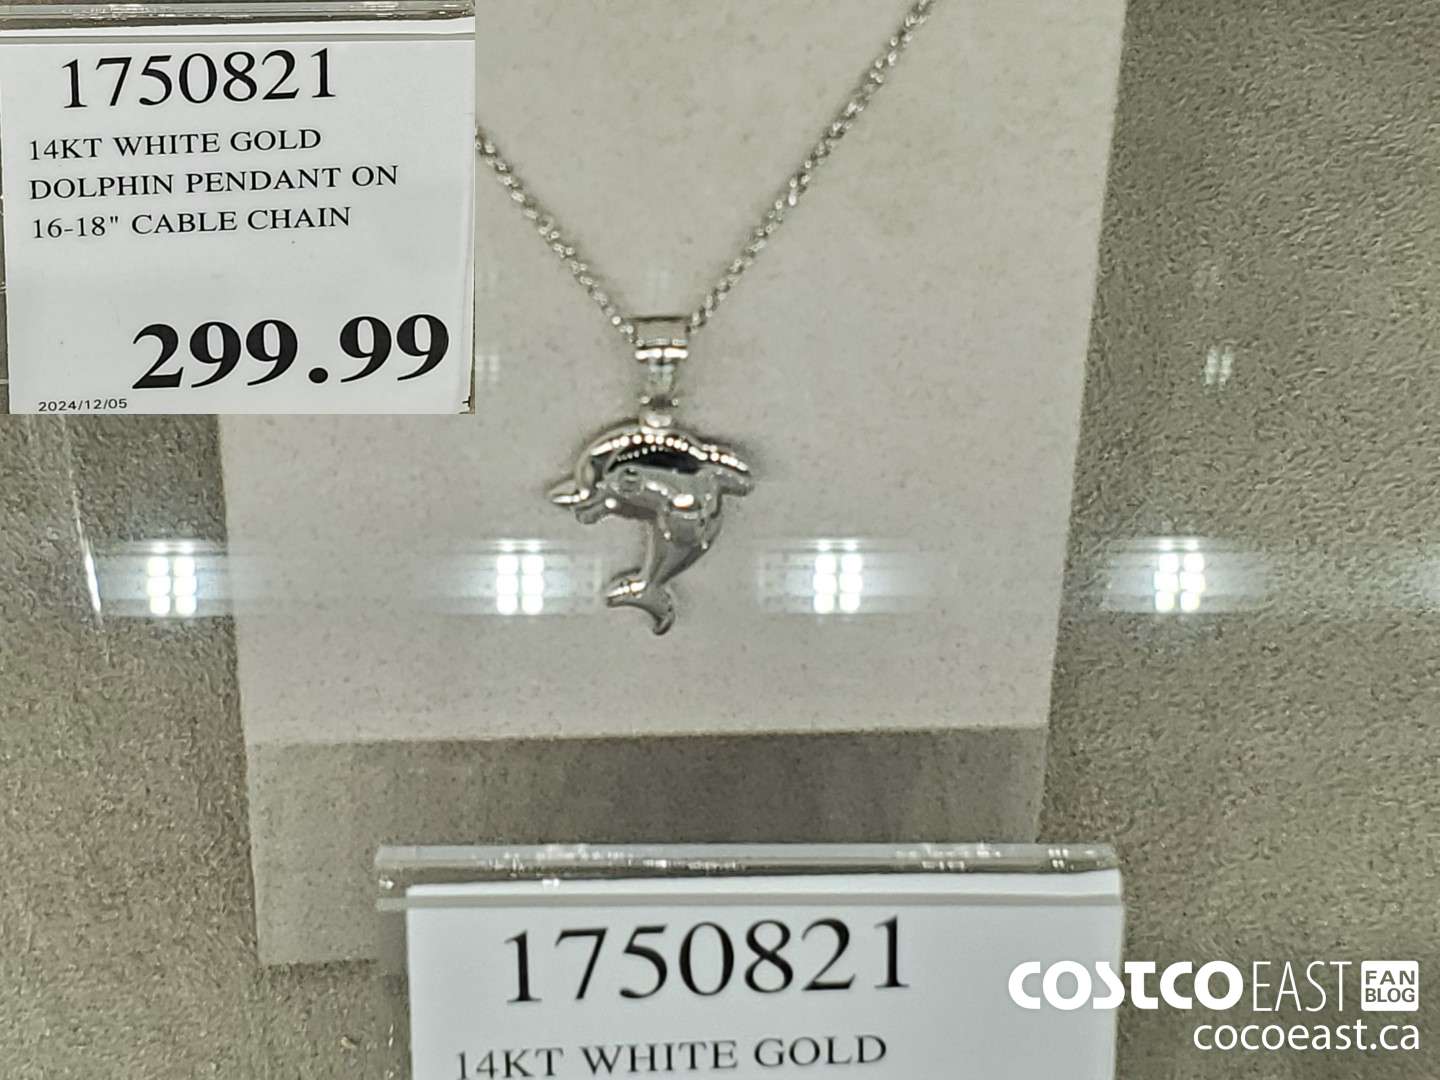 1750821
14KT WHITE GOLD
DOLPHIN PENDANT ON
16-18" CABLE CHAIN
299.99
2024/12/05
1750821
14KT WHITE GOLD
COSTCO EAST FAN BLOG
cocoeast.ca